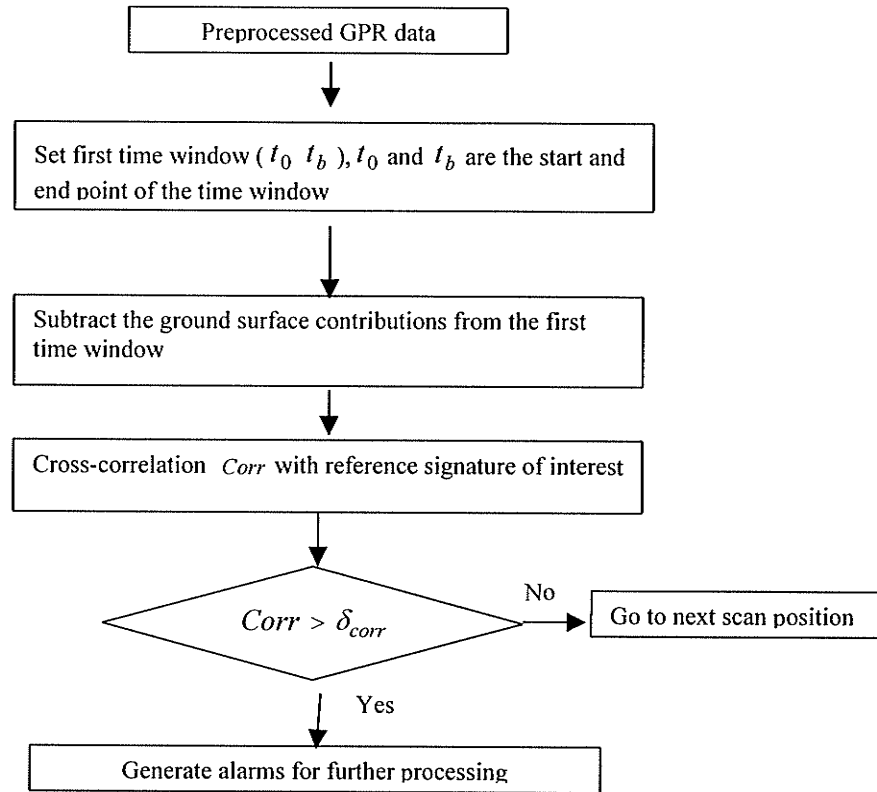 Preprocessed GPR data
Set first time window ( t0 tb ), t0 and tb are the start and
end point of the time window
Subtract the ground surface contributions from the first
time window
Cross-correlation Corr with reference signature of interest
Corr > δcorr
No
Go to next scan position
Yes
Generate alarms for further processing